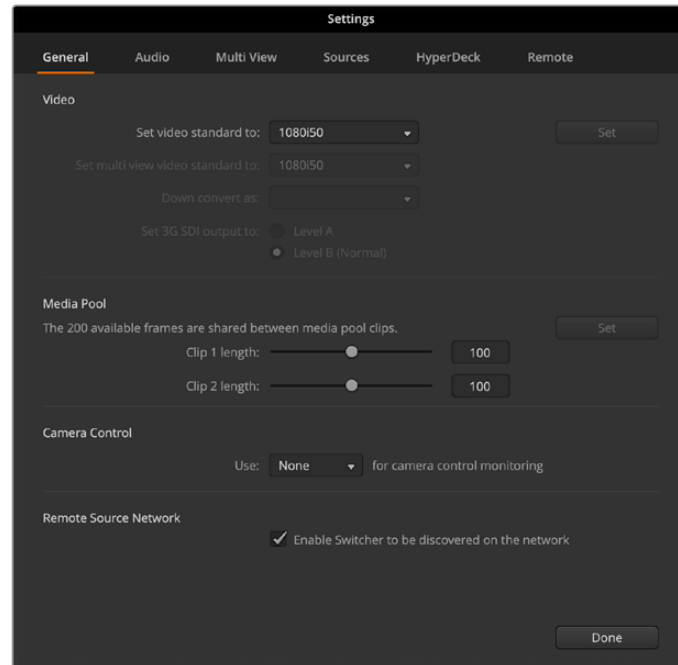 Settings
General Audio Multi View Sources HyperDeck Remote
Video
Set video standard to: 1080i50 Set
Set multi view video standard to: 1080i50
Down convert as:
Set 3G SDI output to: Level A
Level B (Normal)
Media Pool
The 200 available frames are shared between media pool clips. Set
Clip 1 length: 100
Clip 2 length: 100
Camera Control
Use: None for camera control monitoring
Remote Source Network
Enable Switcher to be discovered on the network
Done